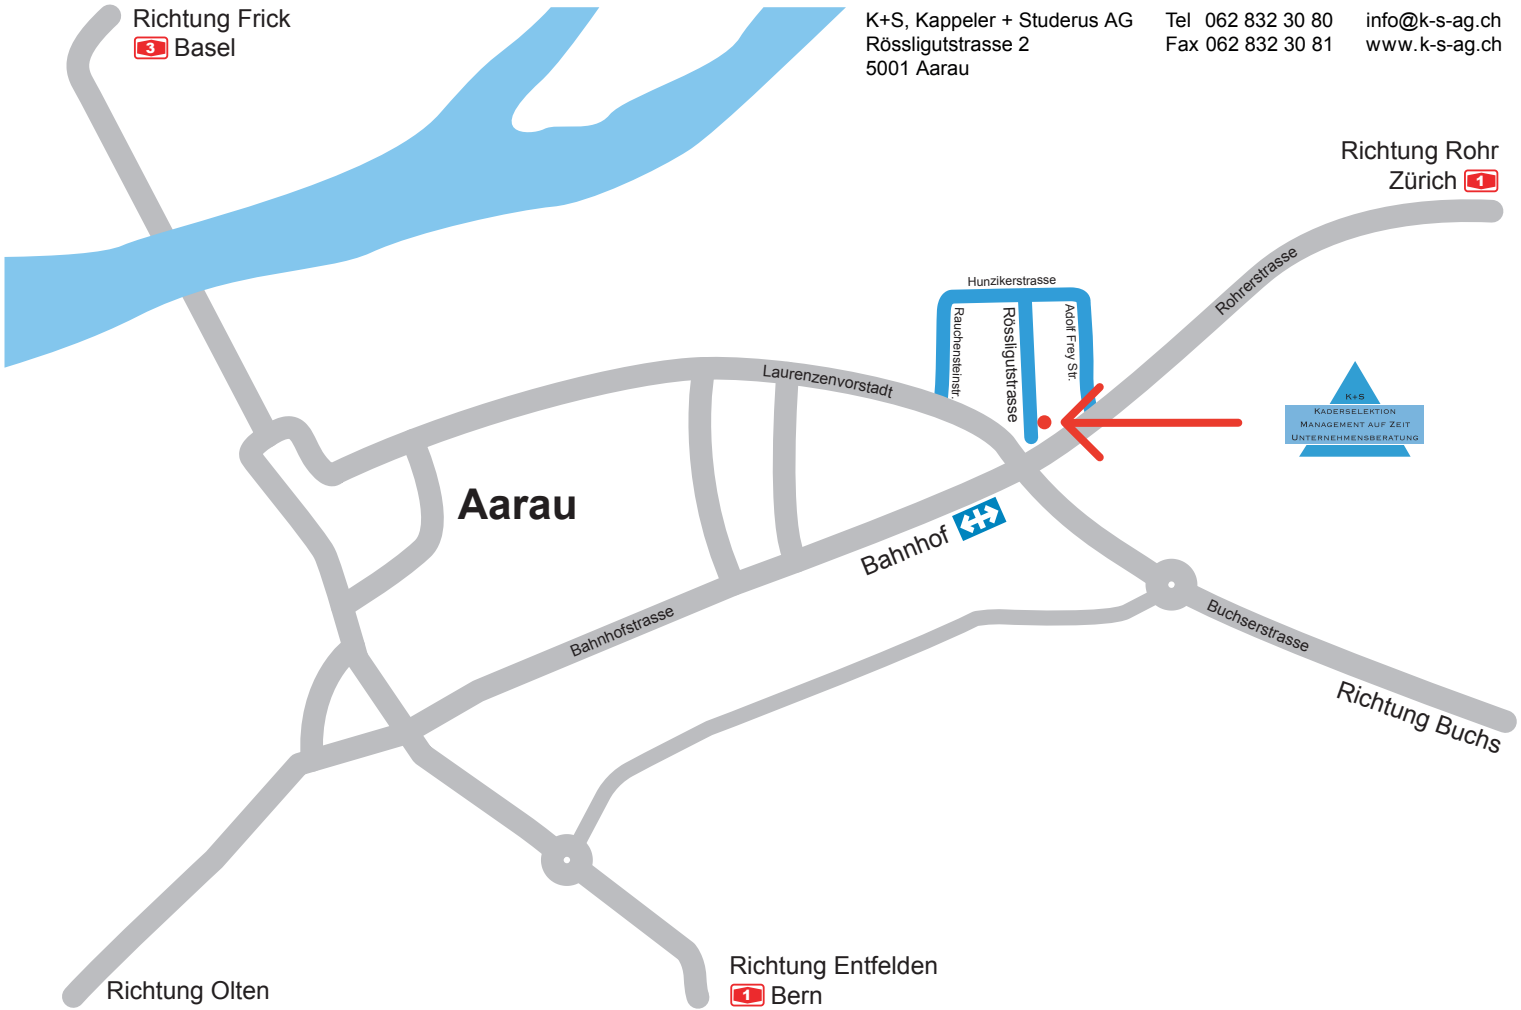 Richtung Frick
3 Basel
K+S, Kappeler + Studerus AG
Rössligutstrasse 2
5001 Aarau
Tel 062 832 30 80
Fax 062 832 30 81
info@k-s-ag.ch
www.k-s-ag.ch
Richtung Rohr
Zürich 1
Rohrerstrasse
Hunzikerstrasse
Rauchensteinstr.
Rössligutstrasse
Adolf Frey Str.
Laurenzenvorstadt
K+S
Kaderselektion
Management auf Zeit
Unternehmensberatung
Aarau
Bahnhof
Bahnhofstrasse
Buchserstrasse
Richtung Buchs
Richtung Entfelden
1 Bern
Richtung Olten